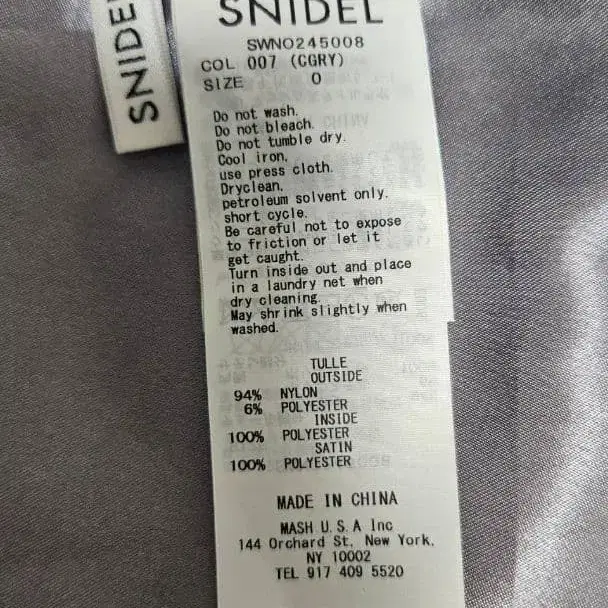 SNIDEL
SNIDEL
SWNO245008
COL 007 (CGRY)
SIZE 0
Do not wash.
Do not bleach.
Do not tumble dry.
Cool iron.
use press cloth.
Dryclean.
petroleum solvent only.
short cycle.
Be careful not to expose
to friction or let it
get caught.
Turn inside out and place
in a laundry net when
dry cleaning.
May shrink slightly when
washed.
TULLE
OUTSIDE
94% NYLON
6% POLYESTER
INSIDE
100% POLYESTER
SATIN
100% POLYESTER
MADE IN CHINA
MASH U.S.A Inc
144 Orchard St, New York,
NY 10002
TEL 917 409 5520